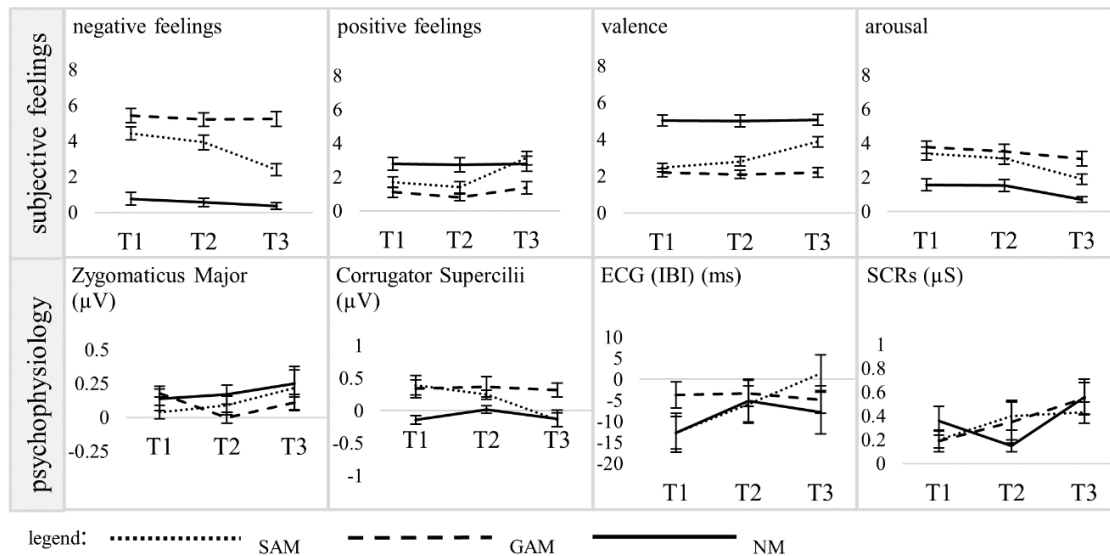 subjective feelings
negative feelings
8
6
4
2
0
T1 T2 T3
positive feelings
8
6
4
2
0
T1 T2 T3
valence
8
6
4
2
0
T1 T2 T3
arousal
8
6
4
2
0
T1 T2 T3
psychophysiology
Zygomaticus Major
(µV)
0.5
0.25
0
-0.25
T1 T2 T3
Corrugator Supercilii
(µV)
1
0.5
0
-0.5
-1
T1 T2 T3
ECG (IBI) (ms)
10
5
0
-5
-10
-15
-20
T1 T2 T3
SCRs (µS)
1
0.8
0.6
0.4
0.2
0
T1 T2 T3
legend: SAM GAM NM